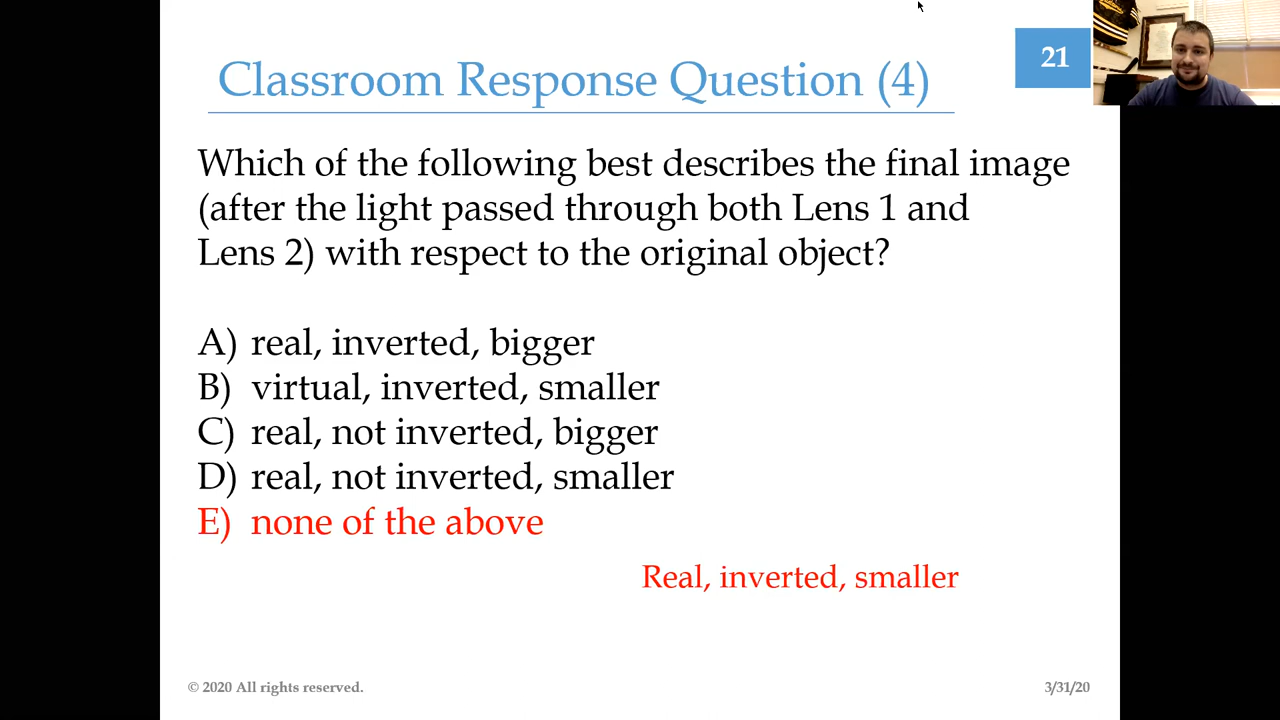 Classroom Response Question (4)
21
Which of the following best describes the final image
(after the light passed through both Lens 1 and
Lens 2) with respect to the original object?
A) real, inverted, bigger
B) virtual, inverted, smaller
C) real, not inverted, bigger
D) real, not inverted, smaller
E) none of the above
Real, inverted, smaller
© 2020 All rights reserved.
3/31/20